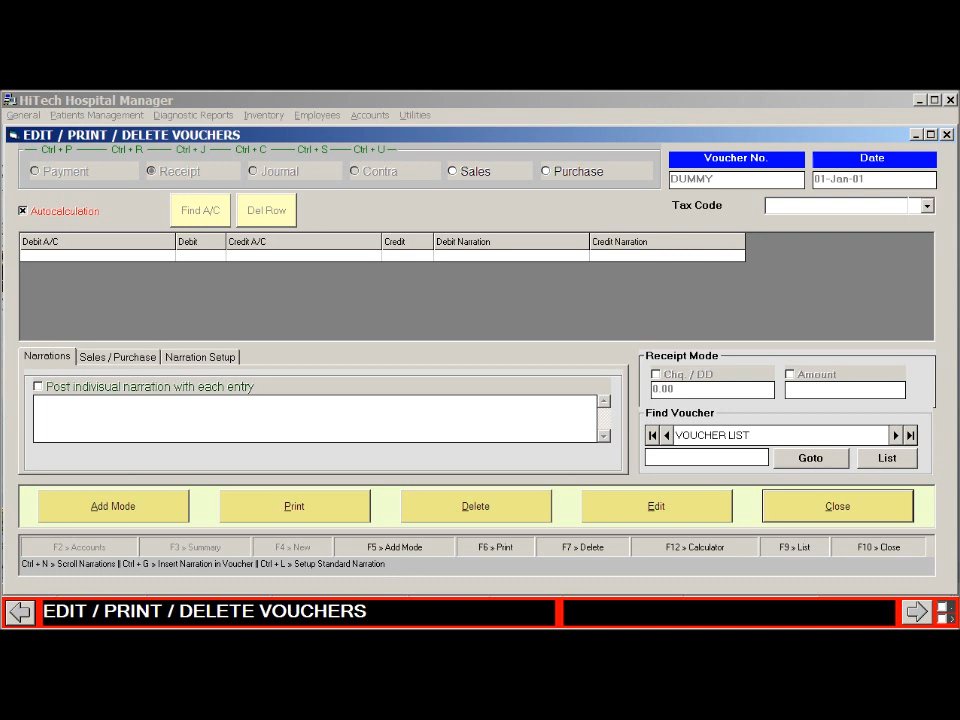 HiTech Hospital Manager
General Patients Management Diagnostic Reports Inventory Employees Accounts Utilities
EDIT / PRINT / DELETE VOUCHERS
Ctrl + P Ctrl + R Ctrl + J Ctrl + C Ctrl + S Ctrl + U
Payment Receipt Journal Contra Sales Purchase
Voucher No. Date
DUMMY 01-Jan-01
Tax Code
Autocalculation Find A/C Del Row
Debit A/C Debit Credit A/C Credit Debit Narration Credit Narration
Narrations Sales / Purchase Narration Setup
Post indivisual narration with each entry
Receipt Mode
Chq. / DD Amount
0.00
Find Voucher
VOUCHER LIST
Goto List
Add Mode Print Delete Edit Close
F2 » Accounts F3 » Summary F4 » New F5 » Add Mode F6 » Print F7 » Delete F12 » Calculator F9 » List F10 » Close
Ctrl + N » Scroll Narrations || Ctrl + G » Insert Narration in Voucher || Ctrl + L » Setup Standard Narration
EDIT / PRINT / DELETE VOUCHERS